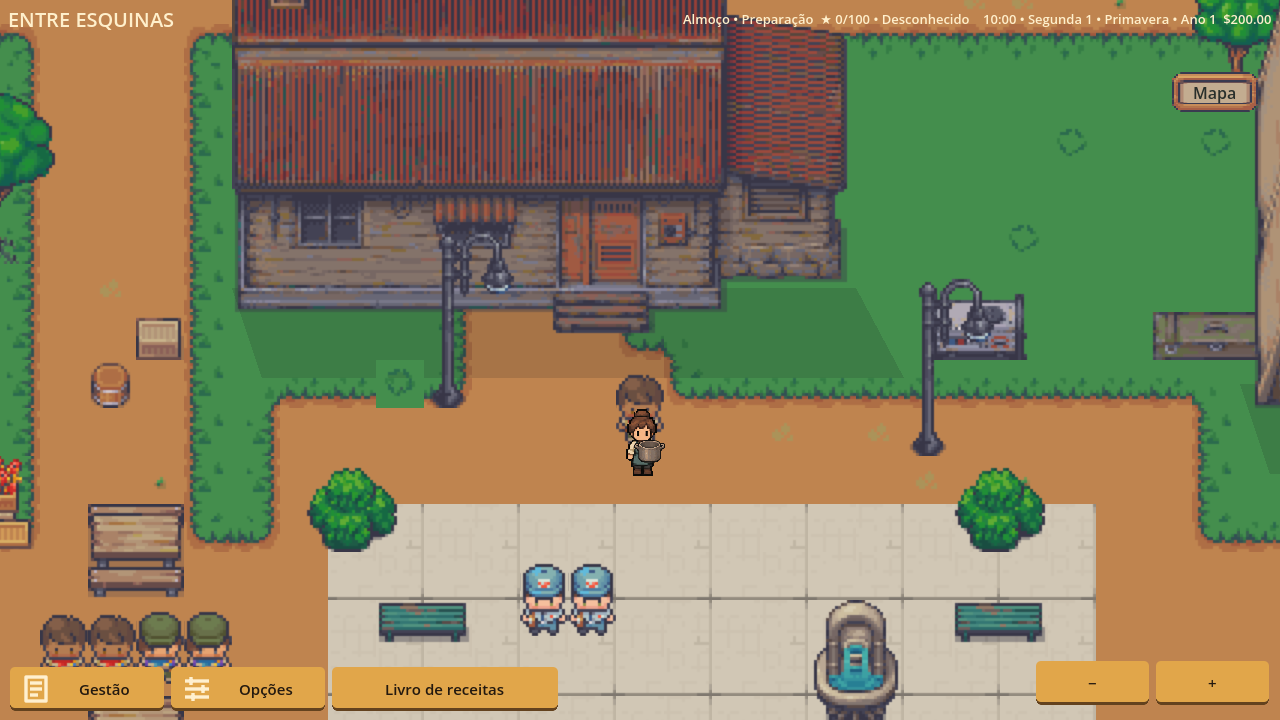 ENTRE ESQUINAS
Almoço • Preparação ★ 0/100 • Desconhecido 10:00 • Segunda 1 • Primavera • Ano 1 $200.00
Mapa
Gestão
Opções
Livro de receitas
−
+